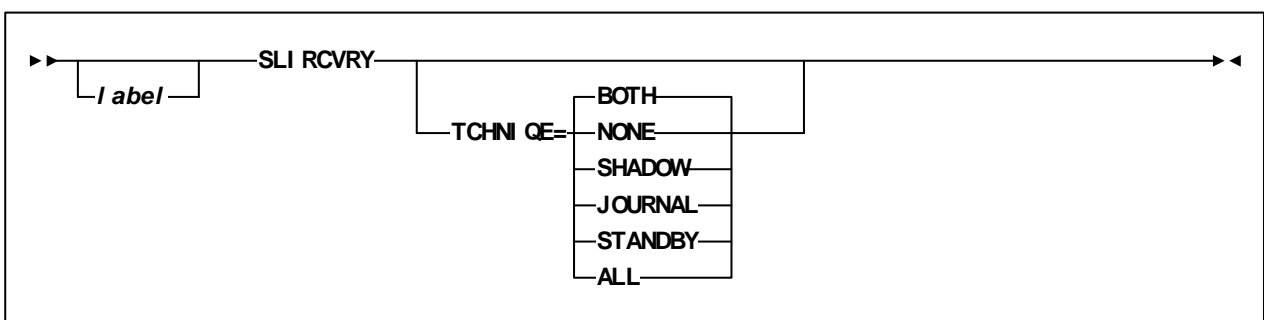 SLIRCVRY
label
BOTH
TCHNIQE=
NONE
SHADOW
JOURNAL
STANDBY
ALL